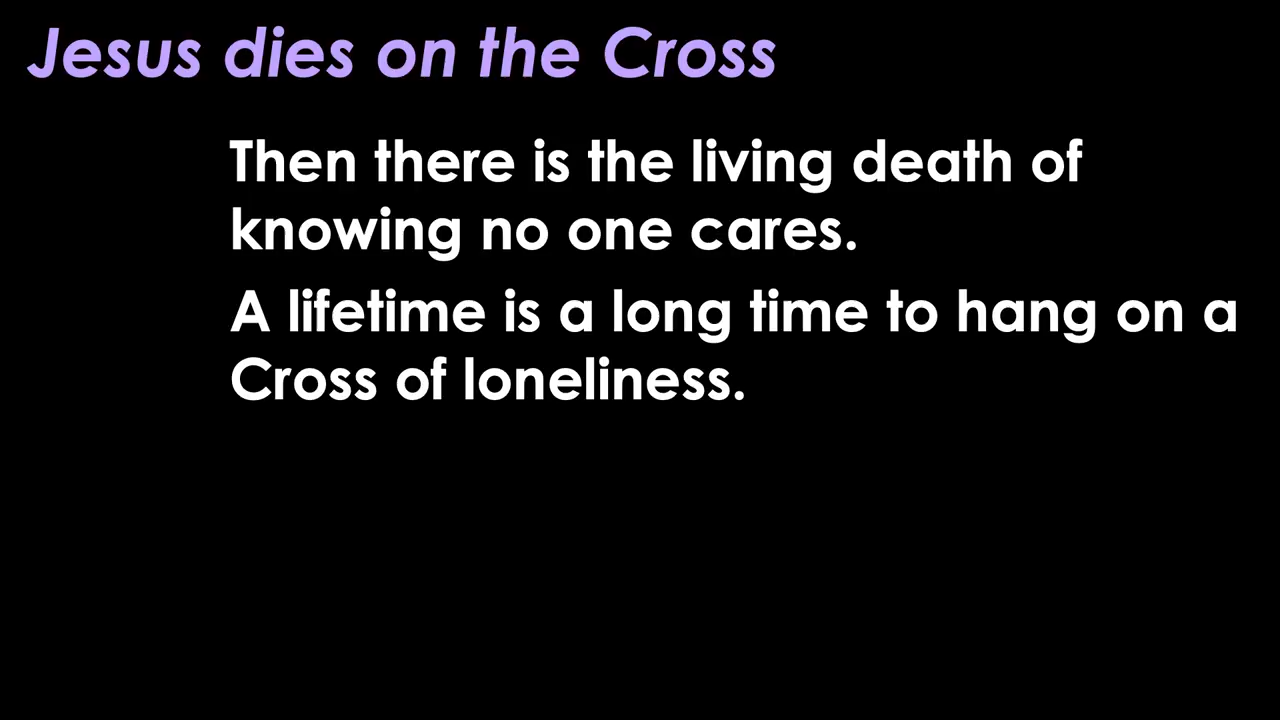 Jesus dies on the Cross
Then there is the living death of
knowing no one cares.
A lifetime is a long time to hang on a
Cross of loneliness.